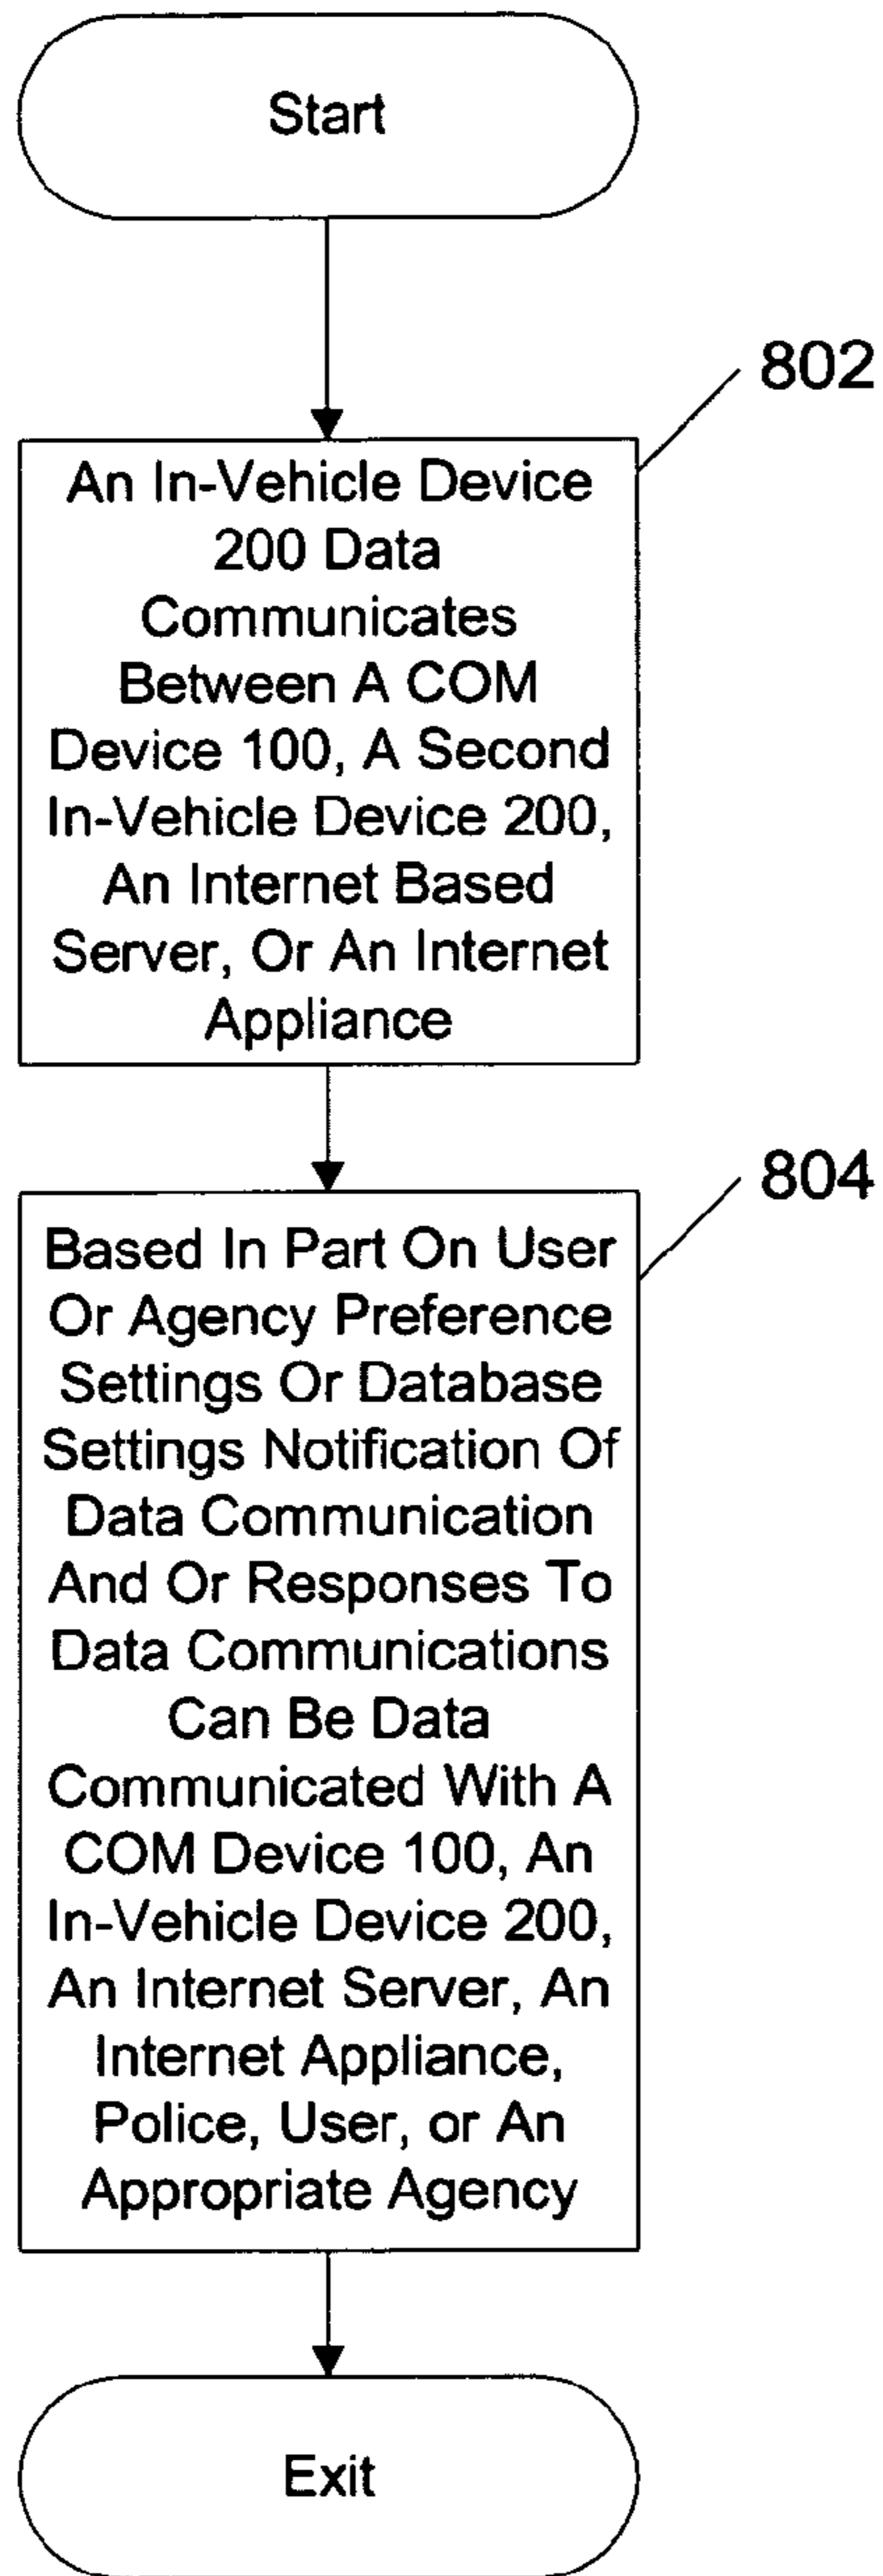 Start
802
An In-Vehicle Device
200 Data
Communicates
Between A COM
Device 100, A Second
In-Vehicle Device 200,
An Internet Based
Server, Or An Internet
Appliance
804
Based In Part On User
Or Agency Preference
Settings Or Database
Settings Notification Of
Data Communication
And Or Responses To
Data Communications
Can Be Data
Communicated With A
COM Device 100, An
In-Vehicle Device 200,
An Internet Server, An
Internet Appliance,
Police, User, or An
Appropriate Agency
Exit